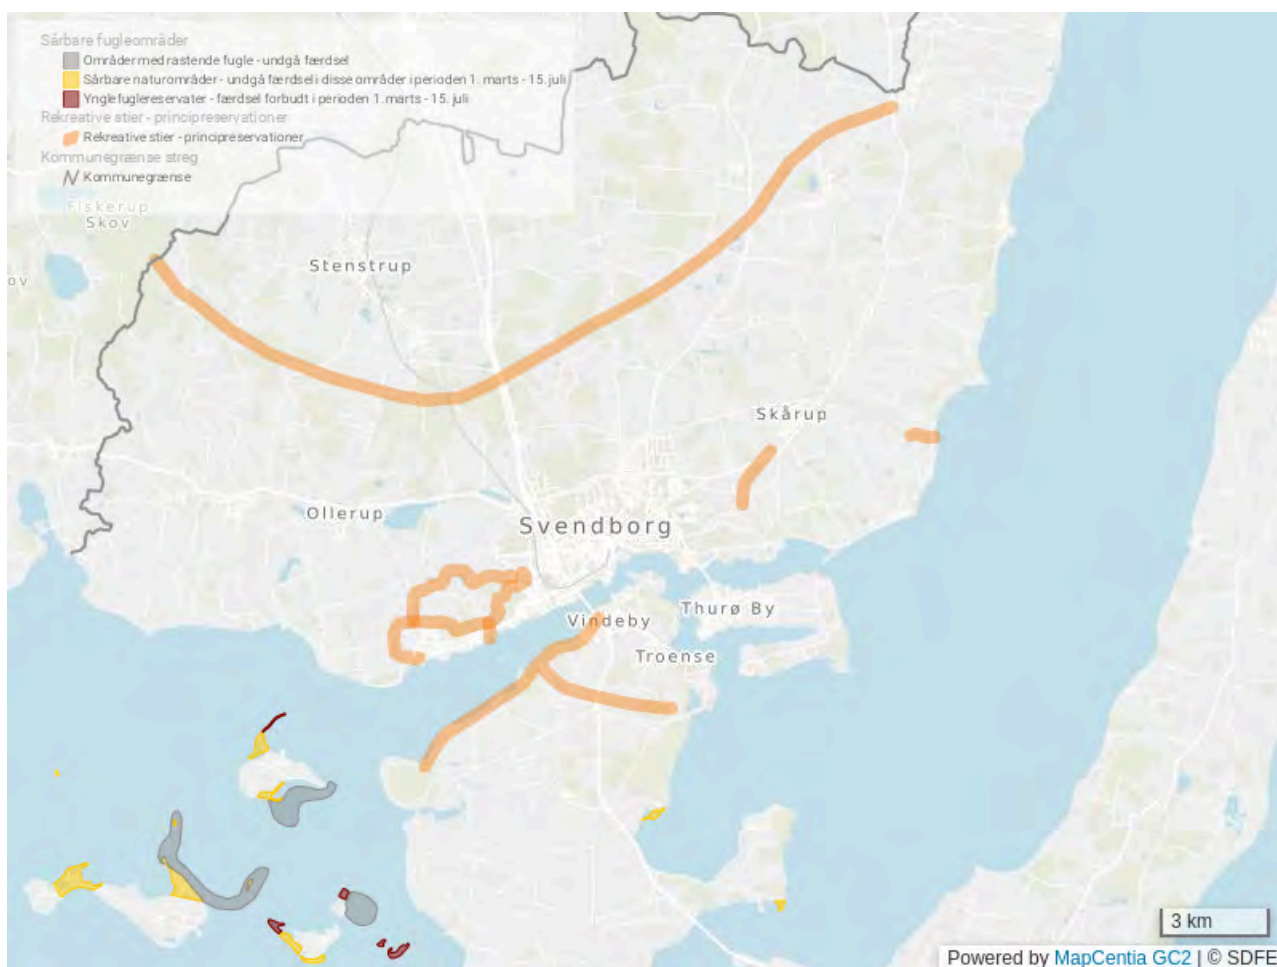 Sårbare fugleområder
Områder med rastende fugle - undgå færdsel
Sårbare naturområder - undgå færdsel i disse områder i perioden 1. marts - 15. juli
Ynglefuglereservater - færdsel forbudt i perioden 1. marts - 15. juli
Rekreative stier - principreservationer
Rekreative stier - principreservationer
Kommunegrænse streg
Kommunegrænse
Fiskerup
Skov
Stenstrup
ov
Skårup
Ollerup
Svendborg
Thurø By
Vindeby
Troense
3 km
Powered by MapCentia GC2 | © SDFE